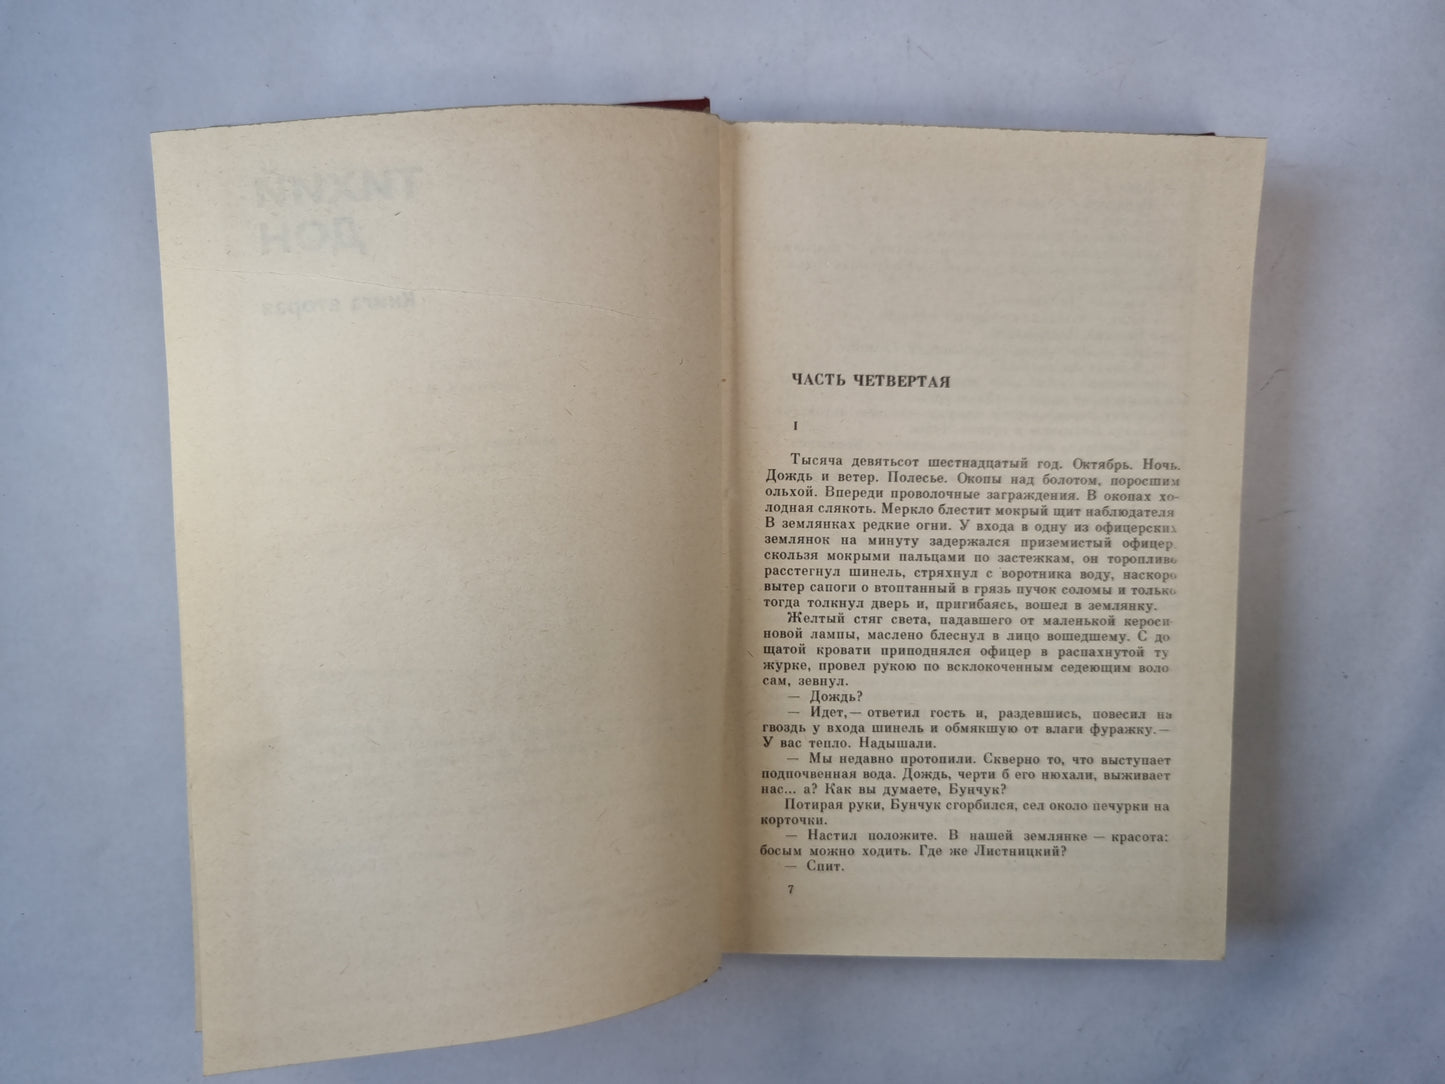 ТИХИЙ
ДОН
Книга вторая
ЧАСТЬ ЧЕТВЕРТАЯ
I
Тысяча девятьсот шестнадцатый год. Октябрь. Ночь.
Дождь и ветер. Полесье. Окопы над болотом, поросшим
ольхой. Впереди проволочные заграждения. В окопах хо-
лодная слякоть. Меркло блестит мокрый щит наблюдателя
В землянках редкие огни. У входа в одну из офицерских
землянок на минуту задержался приземистый офицер
скользя мокрыми пальцами по застежкам, он торопливо
расстегнул шинель, стряхнул с воротника воду, наскоро
вытер сапоги о втоптанный в грязь пучок соломы и только
тогда толкнул дверь и, пригибаясь, вошел в землянку.
Желтый стяг света, падавшего от маленькой кероси
новой лампы, маслено блеснул в лицо вошедшему. С до
щатой кровати приподнялся офицер в распахнутой ту
журке, провел рукою по всклокоченным седеющим воло
сам, зевнул.
— Дождь?
— Идет,— ответил гость и, раздевшись, повесил на
гвоздь у входа шинель и обмякшую от влаги фуражку.—
У вас тепло. Надышали.
— Мы недавно протопили. Скверно то, что выступает
подпочвенная вода. Дождь, черти б его нюхали, выживает
нас... а? Как вы думаете, Бунчук?
Потирая руки, Бунчук сгорбился, сел около печурки на
корточки.
— Настил положите. В нашей землянке — красота:
босым можно ходить. Где же Листницкий?
— Спит.
7